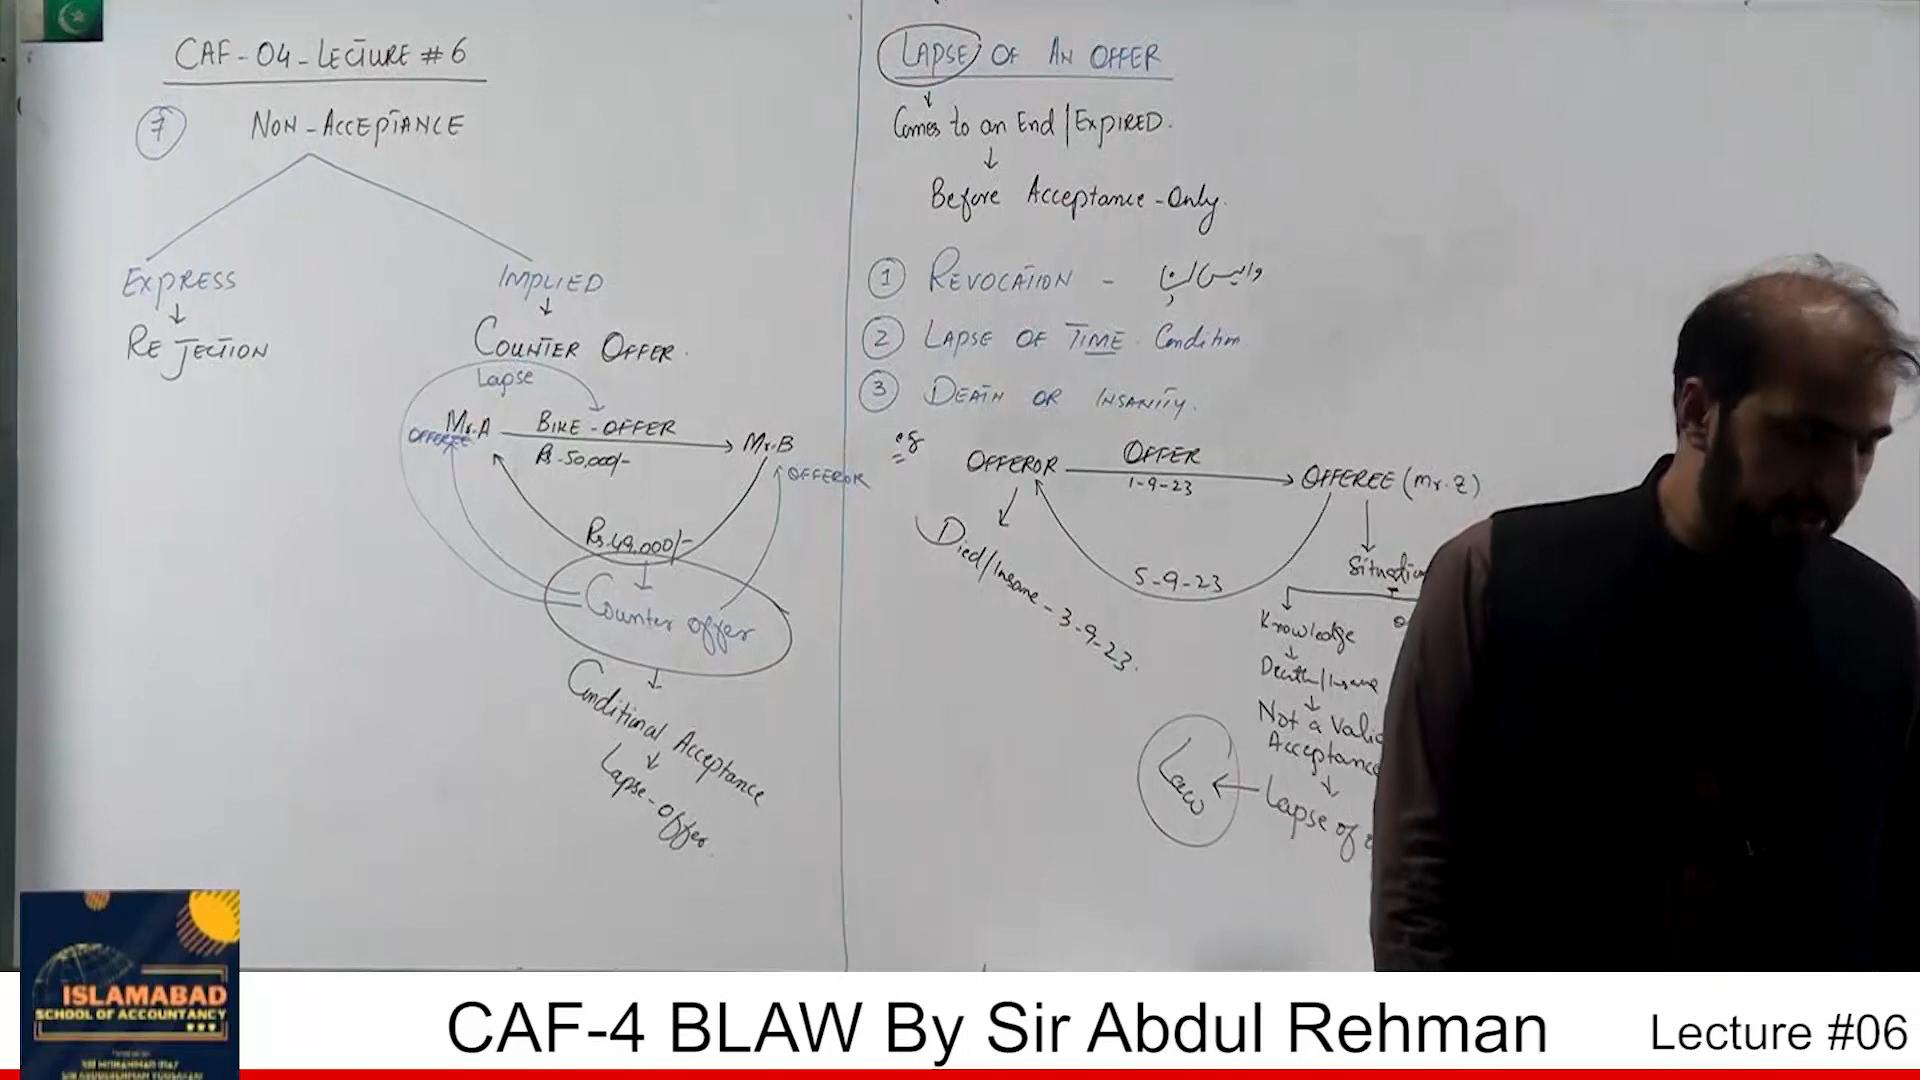 CAF-04-LECTURE #6
7 NON-ACCEPTANCE
EXPRESS
REJECTION
IMPLIED
COUNTER OFFER.
Lapse
Mr.A
OFFEREE
BIKE-OFFER
Rs-50,000/-
Mr.B
OFFEROR
Rs.49,000/-
Counter offer
Conditional Acceptance
Lapse-offer.
LAPSE OF AN OFFER
Comes to an End/EXPIRED.
Before Acceptance-Only.
1 REVOCATION - واپس لینا
2 LAPSE OF TIME. Condition
3 DEATH OR INSANITY.
eg
OFFEROR
OFFER
1-9-23
OFFEREE (Mr.Z)
Died/Insane-3-9-23.
5-9-23
Knowledge
Death/Insane
Not a
Acceptance
Lapse of
Law
ISLAMABAD
SCHOOL OF ACCOUNTANCY
CAF-4 BLAW By Sir Abdul Rehman
Lecture #06